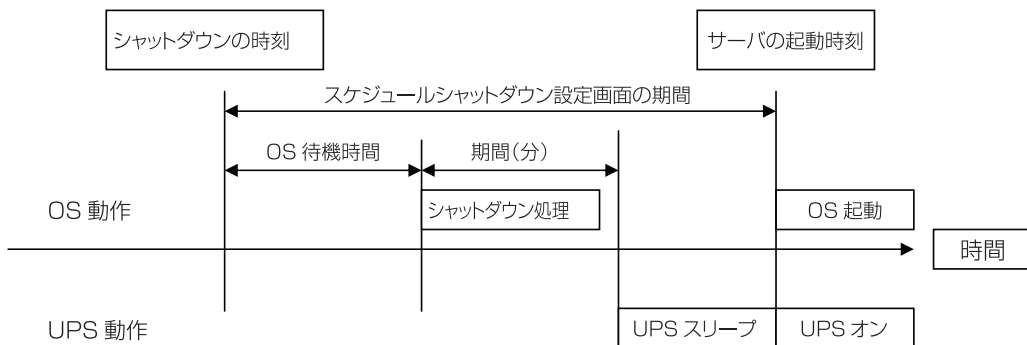 シャットダウンの時刻
サーバの起動時刻
スケジュールシャットダウン設定画面の期間
OS 待機時間
期間(分)
OS 動作
シャットダウン処理
OS 起動
時間
UPS 動作
UPS スリープ
UPS オン